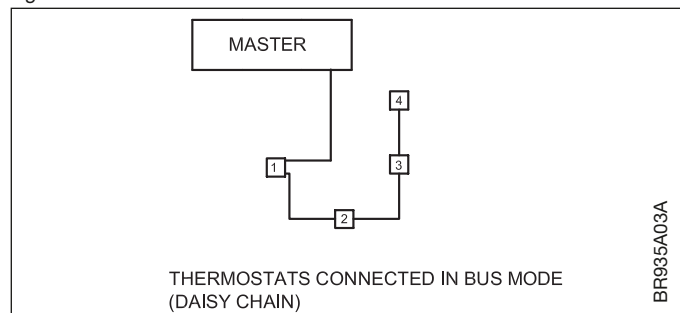 MASTER
4
1
3
2
THERMOSTATS CONNECTED IN BUS MODE
(DAISY CHAIN)
BR935A03A